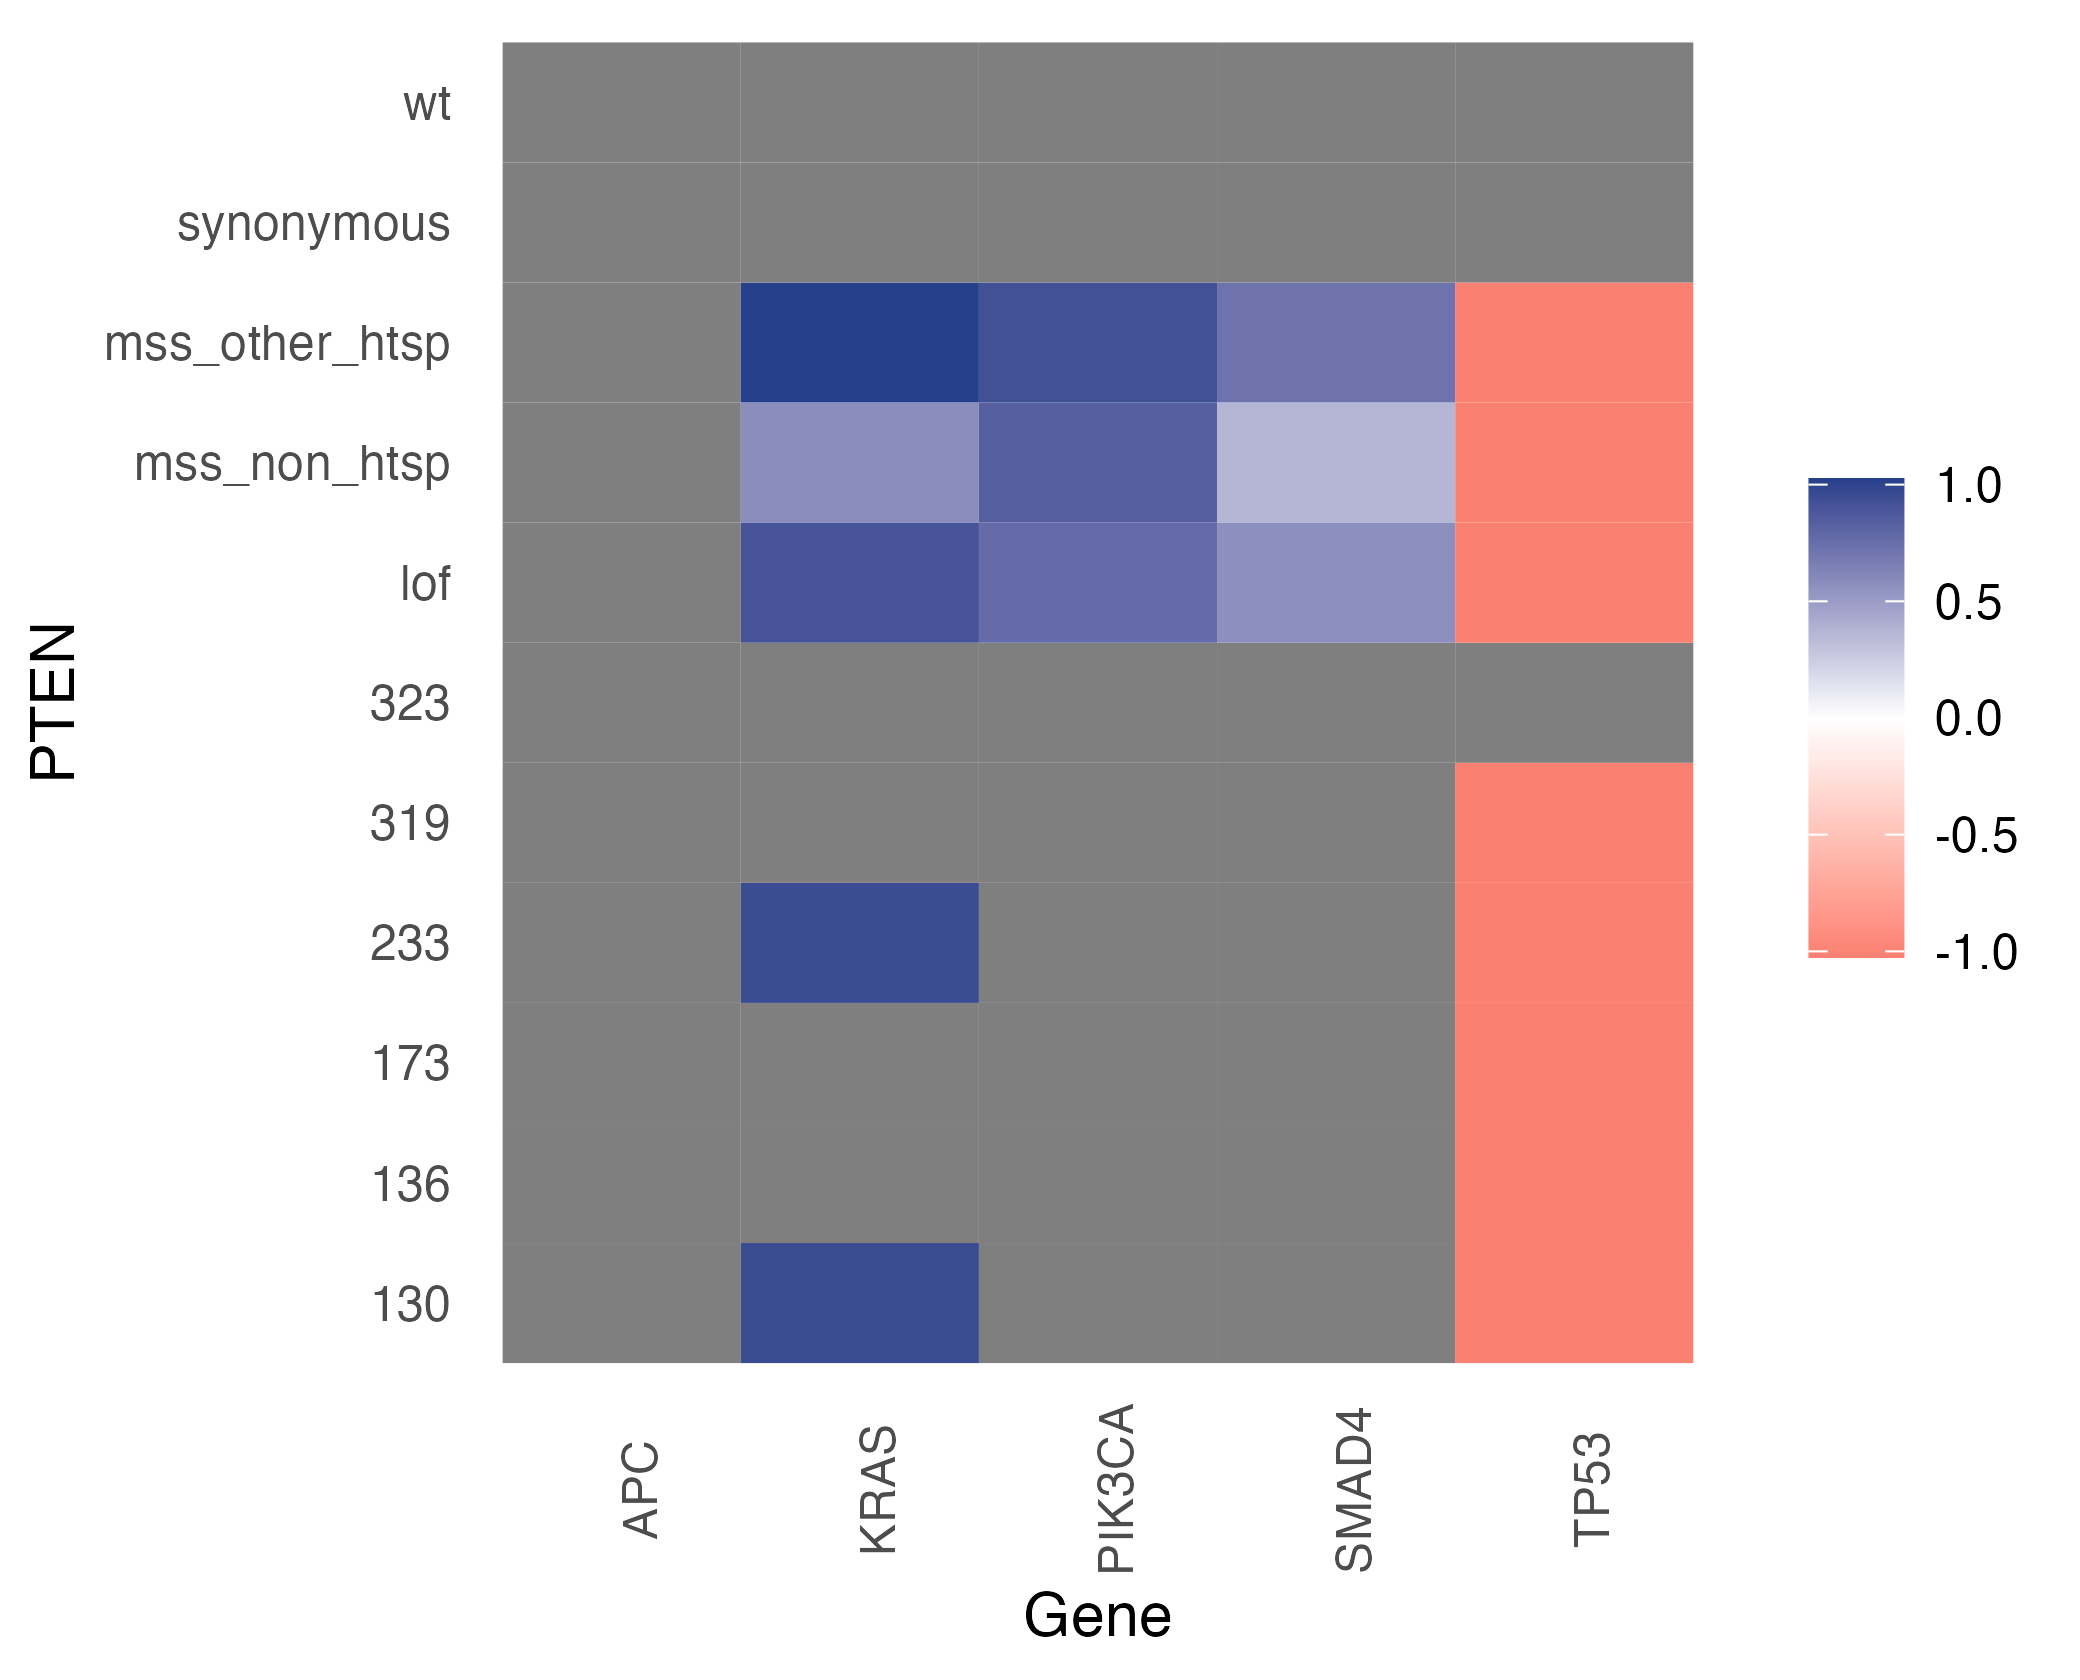 wt
synonymous
mss_other_htsp
mss_non_htsp
lof
323
319
233
173
136
130
PTEN
APC
KRAS
PIK3CA
SMAD4
TP53
Gene
1.0
0.5
0.0
-0.5
-1.0